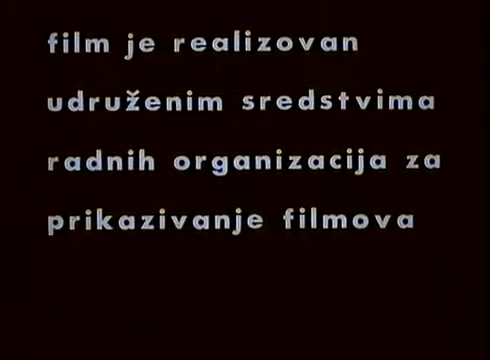 film je realizovan
udruženim sredstvima
radnih organizacija za
prikazivanje filmova